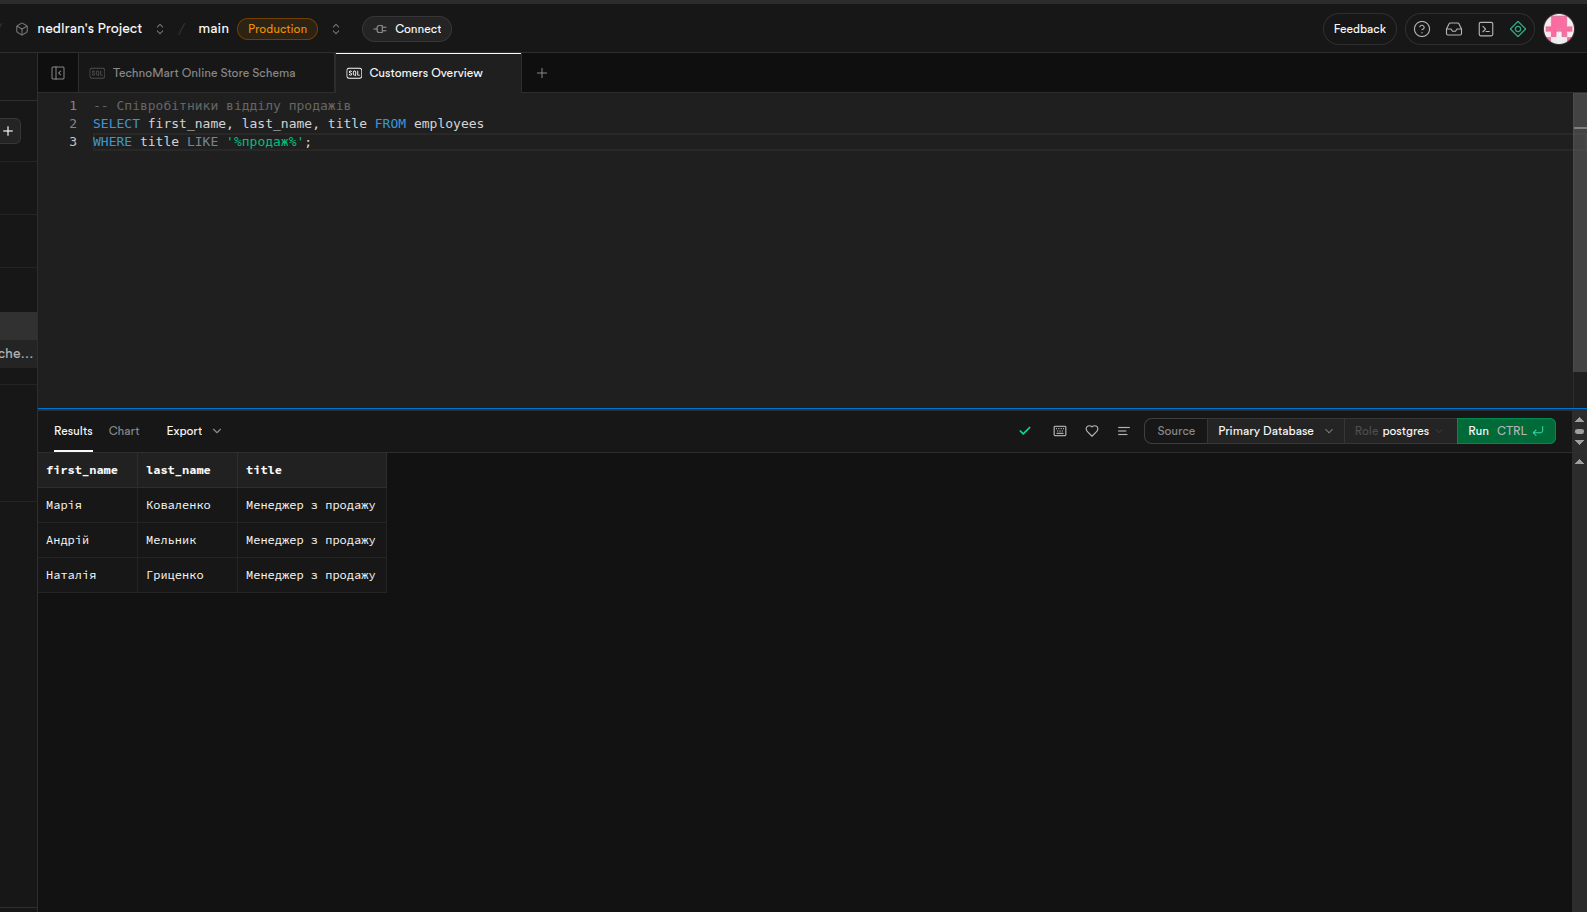 nedIran's Project / main Production Connect Feedback
TechnoMart Online Store Schema Customers Overview
1 -- Співробітники відділу продажів
2 SELECT first_name, last_name, title FROM employees
3 WHERE title LIKE '%продаж%';
che...
Results Chart Export Source Primary Database Role postgres Run CTRL
first_name last_name title
Марія Коваленко Менеджер з продажу
Андрій Мельник Менеджер з продажу
Наталія Гриценко Менеджер з продажу